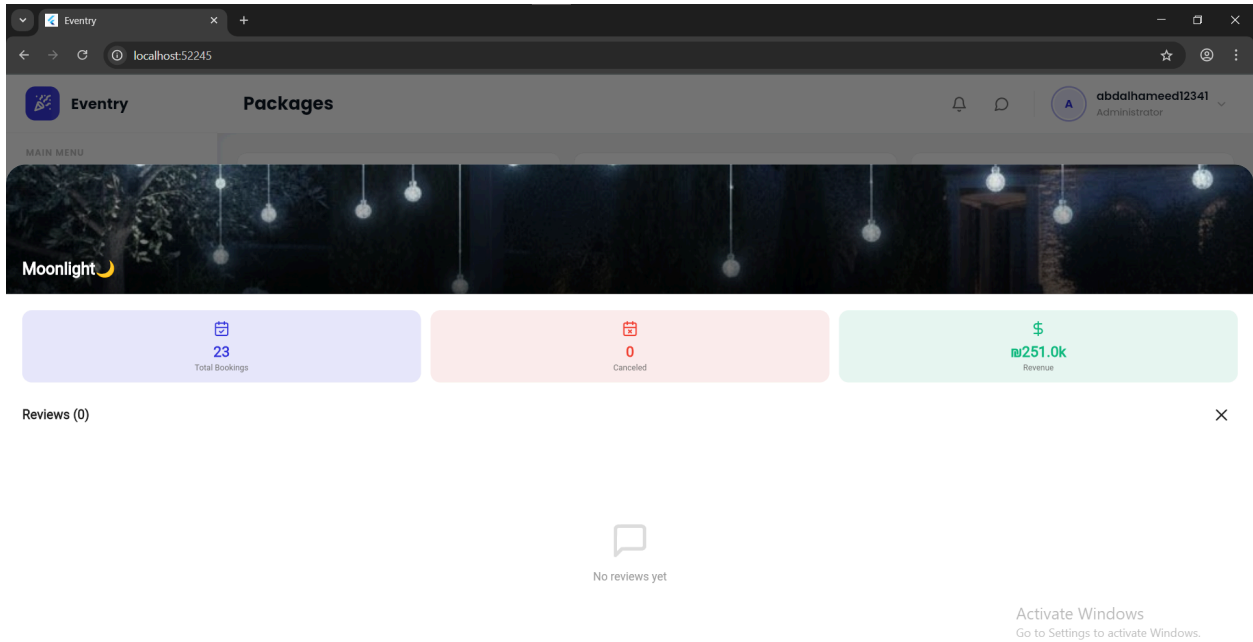 Eventry
localhost:52245
Eventry
Packages
A
abdalhameed12341
Administrator
MAIN MENU
Moonlight🌙
23
Total Bookings
0
Canceled
₪251.0k
Revenue
Reviews (0)
No reviews yet
Activate Windows
Go to Settings to activate Windows.